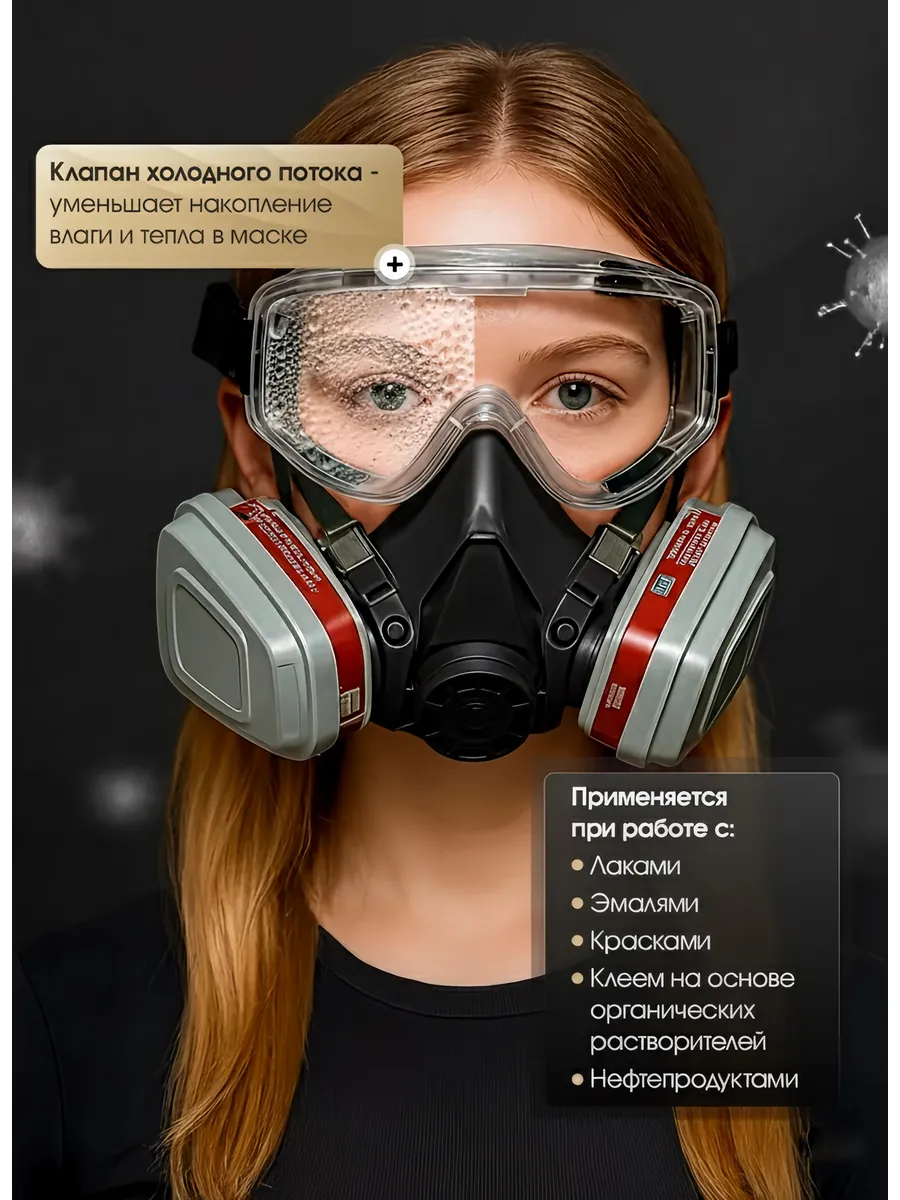 Клапан холодного потока -
уменьшает накопление
влаги и тепла в маске
Применяется
при работе с:
Лаками
Эмалями
Красками
Клеем на основе
органических
растворителей
Нефтепродуктами